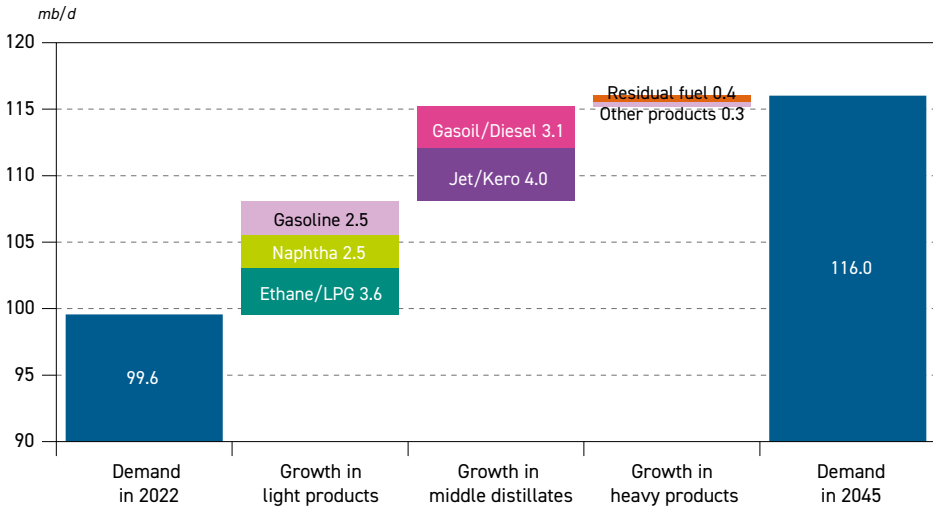 mb/d
120
115
110
105
100
95
90
99.6
Gasoline 2.5
Naphtha 2.5
Ethane/LPG 3.6
Gasoil/Diesel 3.1
Jet/Kero 4.0
Residual fuel 0.4
Other products 0.3
116.0
Demand
in 2022
Growth in
light products
Growth in
middle distillates
Growth in
heavy products
Demand
in 2045